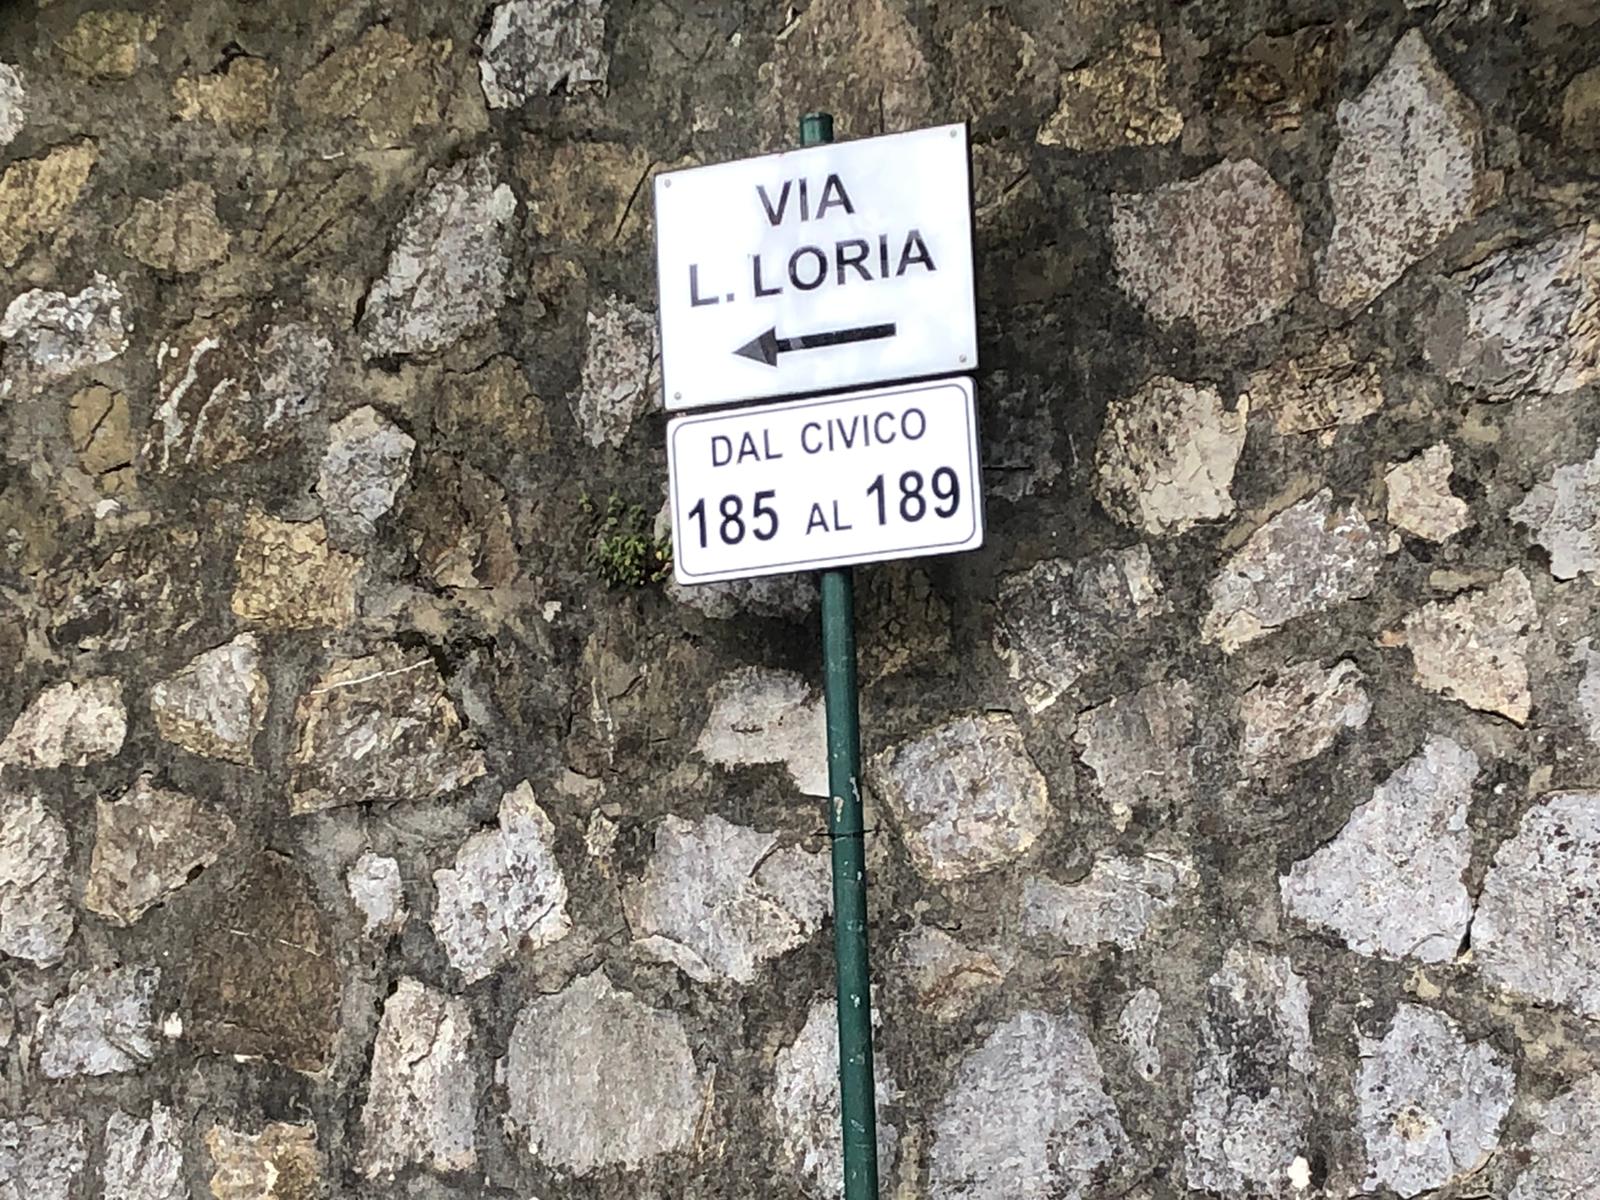 VIA
L. LORIA
DAL CIVICO
185 AL 189